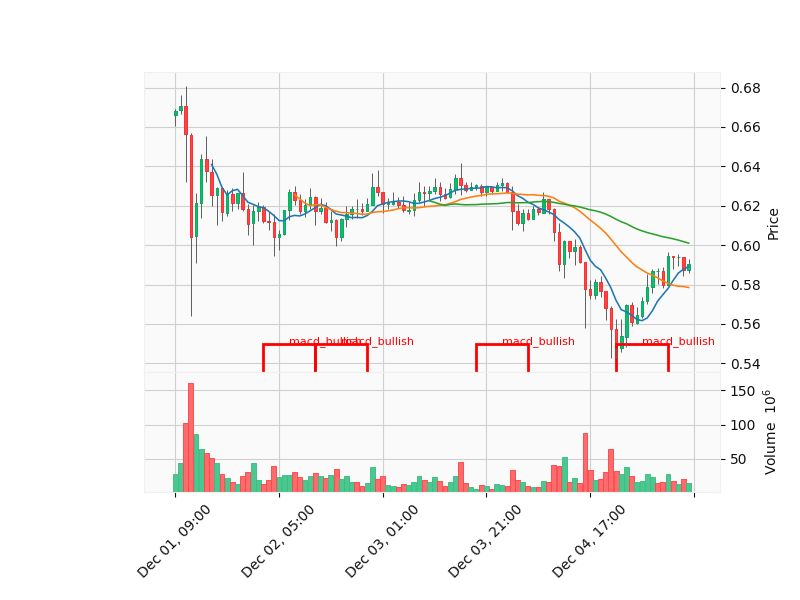 0.68
0.66
0.64
0.62
0.60
0.58
0.56
0.54
Price
macd_bullish
macd_bullish
macd_bullish
macd_bullish
150
100
50
Volume 10^6
Dec 01, 09:00
Dec 02, 05:00
Dec 03, 01:00
Dec 03, 21:00
Dec 04, 17:00